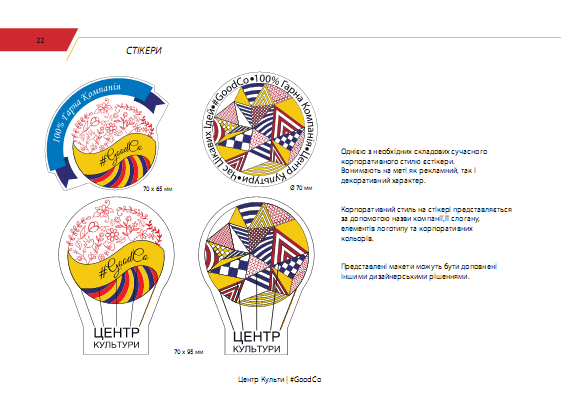 22
СТІКЕРИ
100% Гарна Компанія
#GoodCo
70 x 65 мм
#GoodCo•100% Гарна Компанія•Центр Культури•Час Цікавих Ідей•
Ø 70 мм
Однією з необхідних складових сучасного
корпоративного стилю єстікери.
Вонимають на меті як рекламний, так і
декоративний характер.
Корпоративний стиль на стікері представляється
за допомогою назви компанії,її слогану,
елементів логотипу та корпоративних
кольорів.
Представлені макети можуть бути доповнені
іншими дизайнерськими рішеннями.
#GoodCo
ЦЕНТР
КУЛЬТУРИ
ЦЕНТР
КУЛЬТУРИ
70 x 95 мм
Центр Культи | #GoodCo